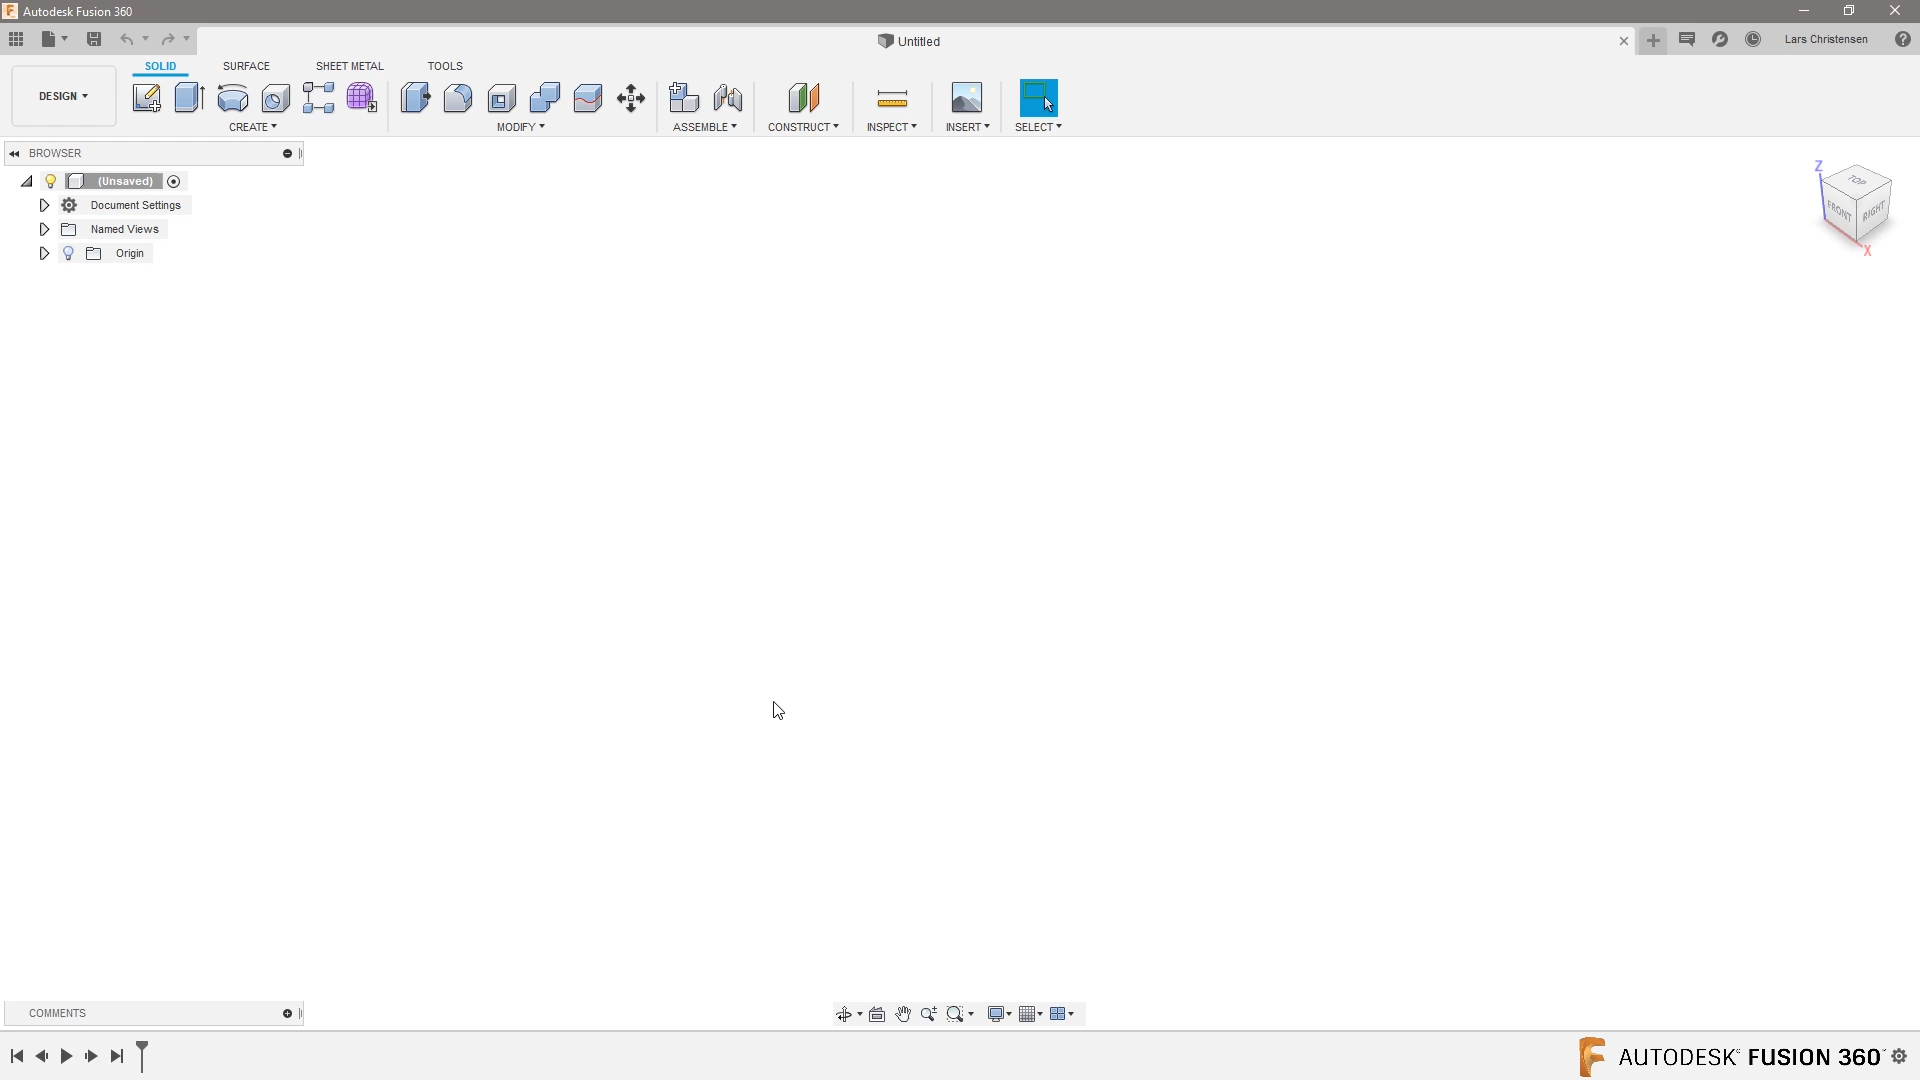 Autodesk Fusion 360
Untitled
Lars Christensen
SOLID SURFACE SHEET METAL TOOLS
DESIGN
CREATE MODIFY ASSEMBLE CONSTRUCT INSPECT INSERT SELECT
BROWSER
(Unsaved)
Document Settings
Named Views
Origin
Z
TOP
FRONT
RIGHT
X
COMMENTS
AUTODESK FUSION 360